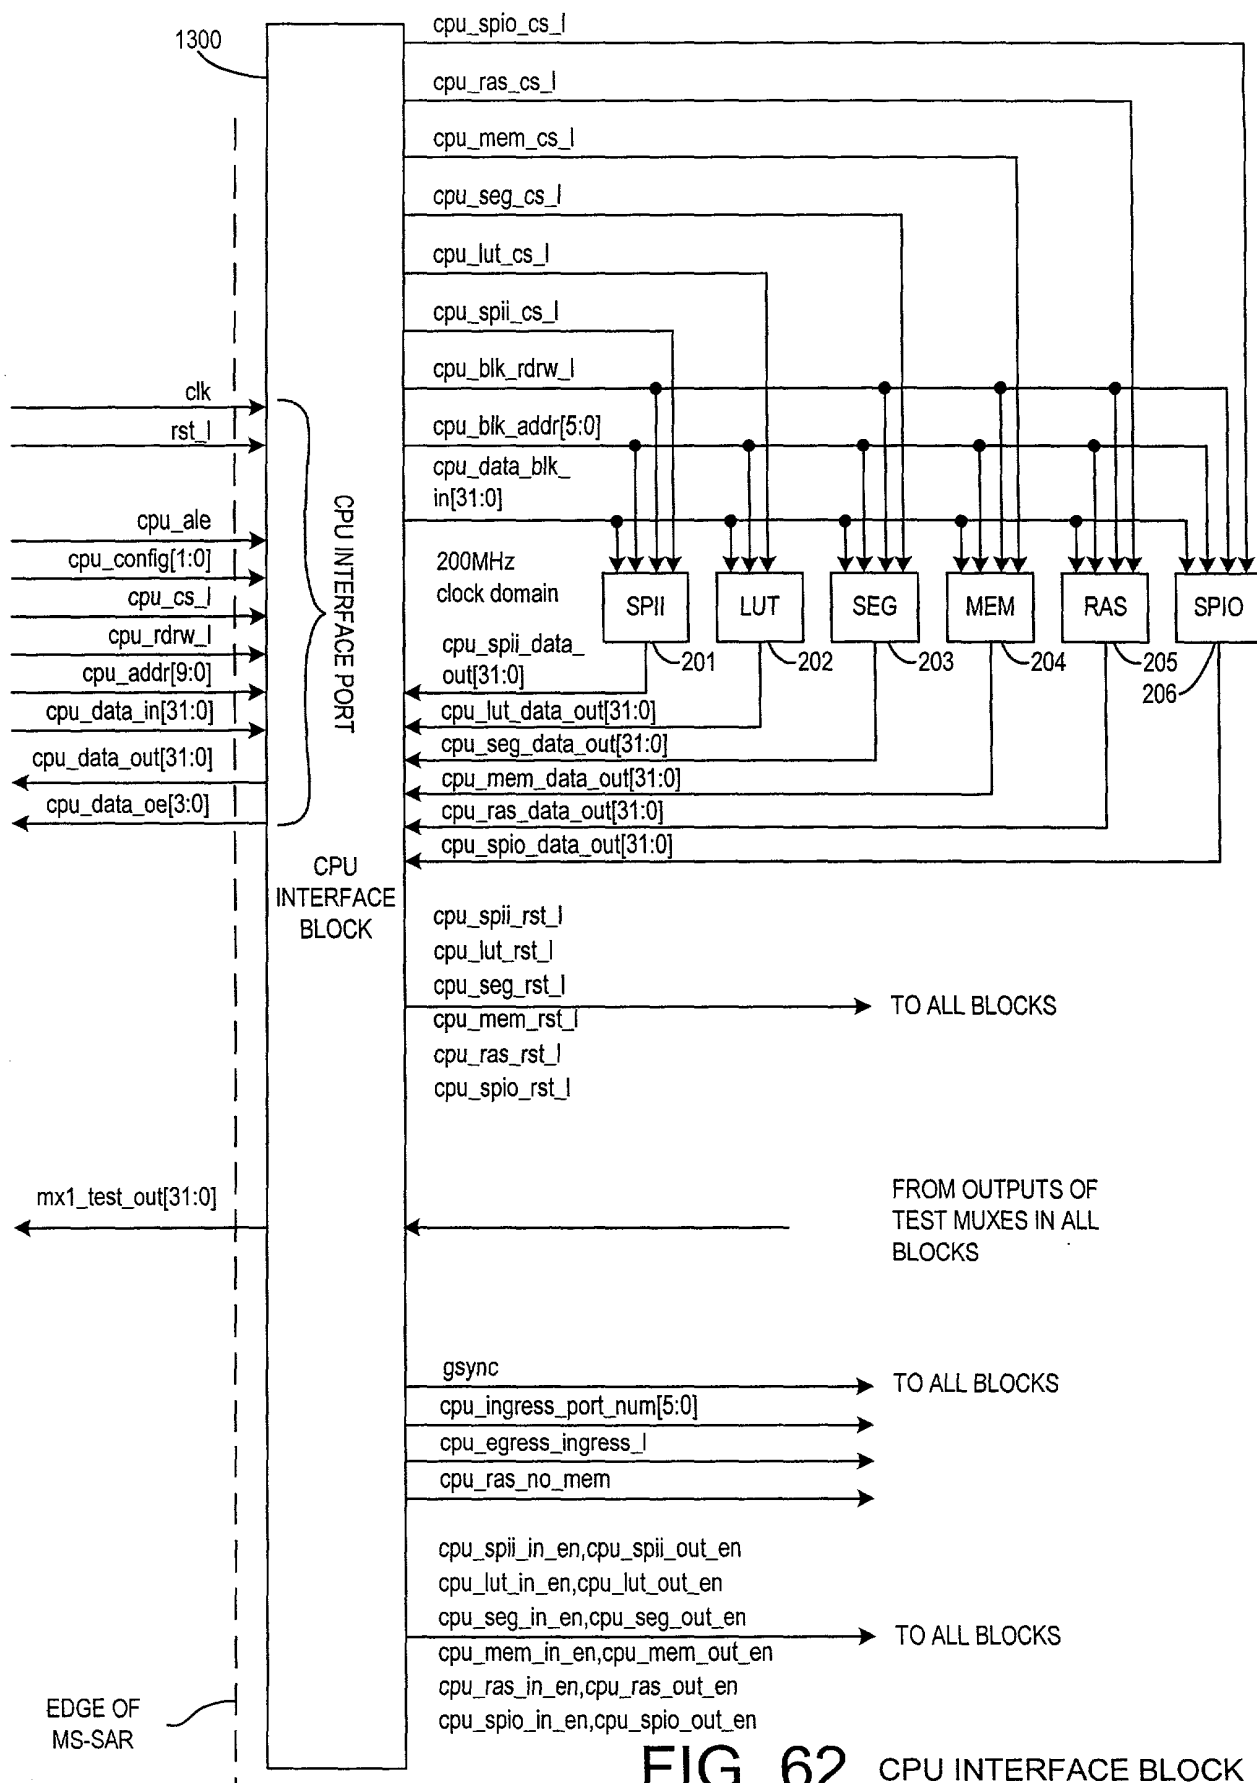 1300
cpu_spio_cs_l
cpu_ras_cs_l
cpu_mem_cs_l
cpu_seg_cs_l
cpu_lut_cs_l
cpu_spii_cs_l
cpu_blk_rdrw_l
cpu_blk_addr[5:0]
cpu_data_blk_
in[31:0]
clk
rst_l
cpu_ale
cpu_config[1:0]
cpu_cs_l
cpu_rdrw_l
cpu_addr[9:0]
cpu_data_in[31:0]
cpu_data_out[31:0]
cpu_data_oe[3:0]
CPU INTERFACE PORT
200MHz
clock domain
SPII
LUT
SEG
MEM
RAS
SPIO
201
202
203
204
205
206
cpu_spii_data_
out[31:0]
cpu_lut_data_out[31:0]
cpu_seg_data_out[31:0]
cpu_mem_data_out[31:0]
cpu_ras_data_out[31:0]
cpu_spio_data_out[31:0]
CPU
INTERFACE
BLOCK
cpu_spii_rst_l
cpu_lut_rst_l
cpu_seg_rst_l
cpu_mem_rst_l
cpu_ras_rst_l
cpu_spio_rst_l
TO ALL BLOCKS
mx1_test_out[31:0]
FROM OUTPUTS OF
TEST MUXES IN ALL
BLOCKS
gsync
TO ALL BLOCKS
cpu_ingress_port_num[5:0]
cpu_egress_ingress_l
cpu_ras_no_mem
cpu_spii_in_en,cpu_spii_out_en
cpu_lut_in_en,cpu_lut_out_en
cpu_seg_in_en,cpu_seg_out_en
cpu_mem_in_en,cpu_mem_out_en
cpu_ras_in_en,cpu_ras_out_en
cpu_spio_in_en,cpu_spio_out_en
TO ALL BLOCKS
EDGE OF
MS-SAR
FIG. 62 CPU INTERFACE BLOCK